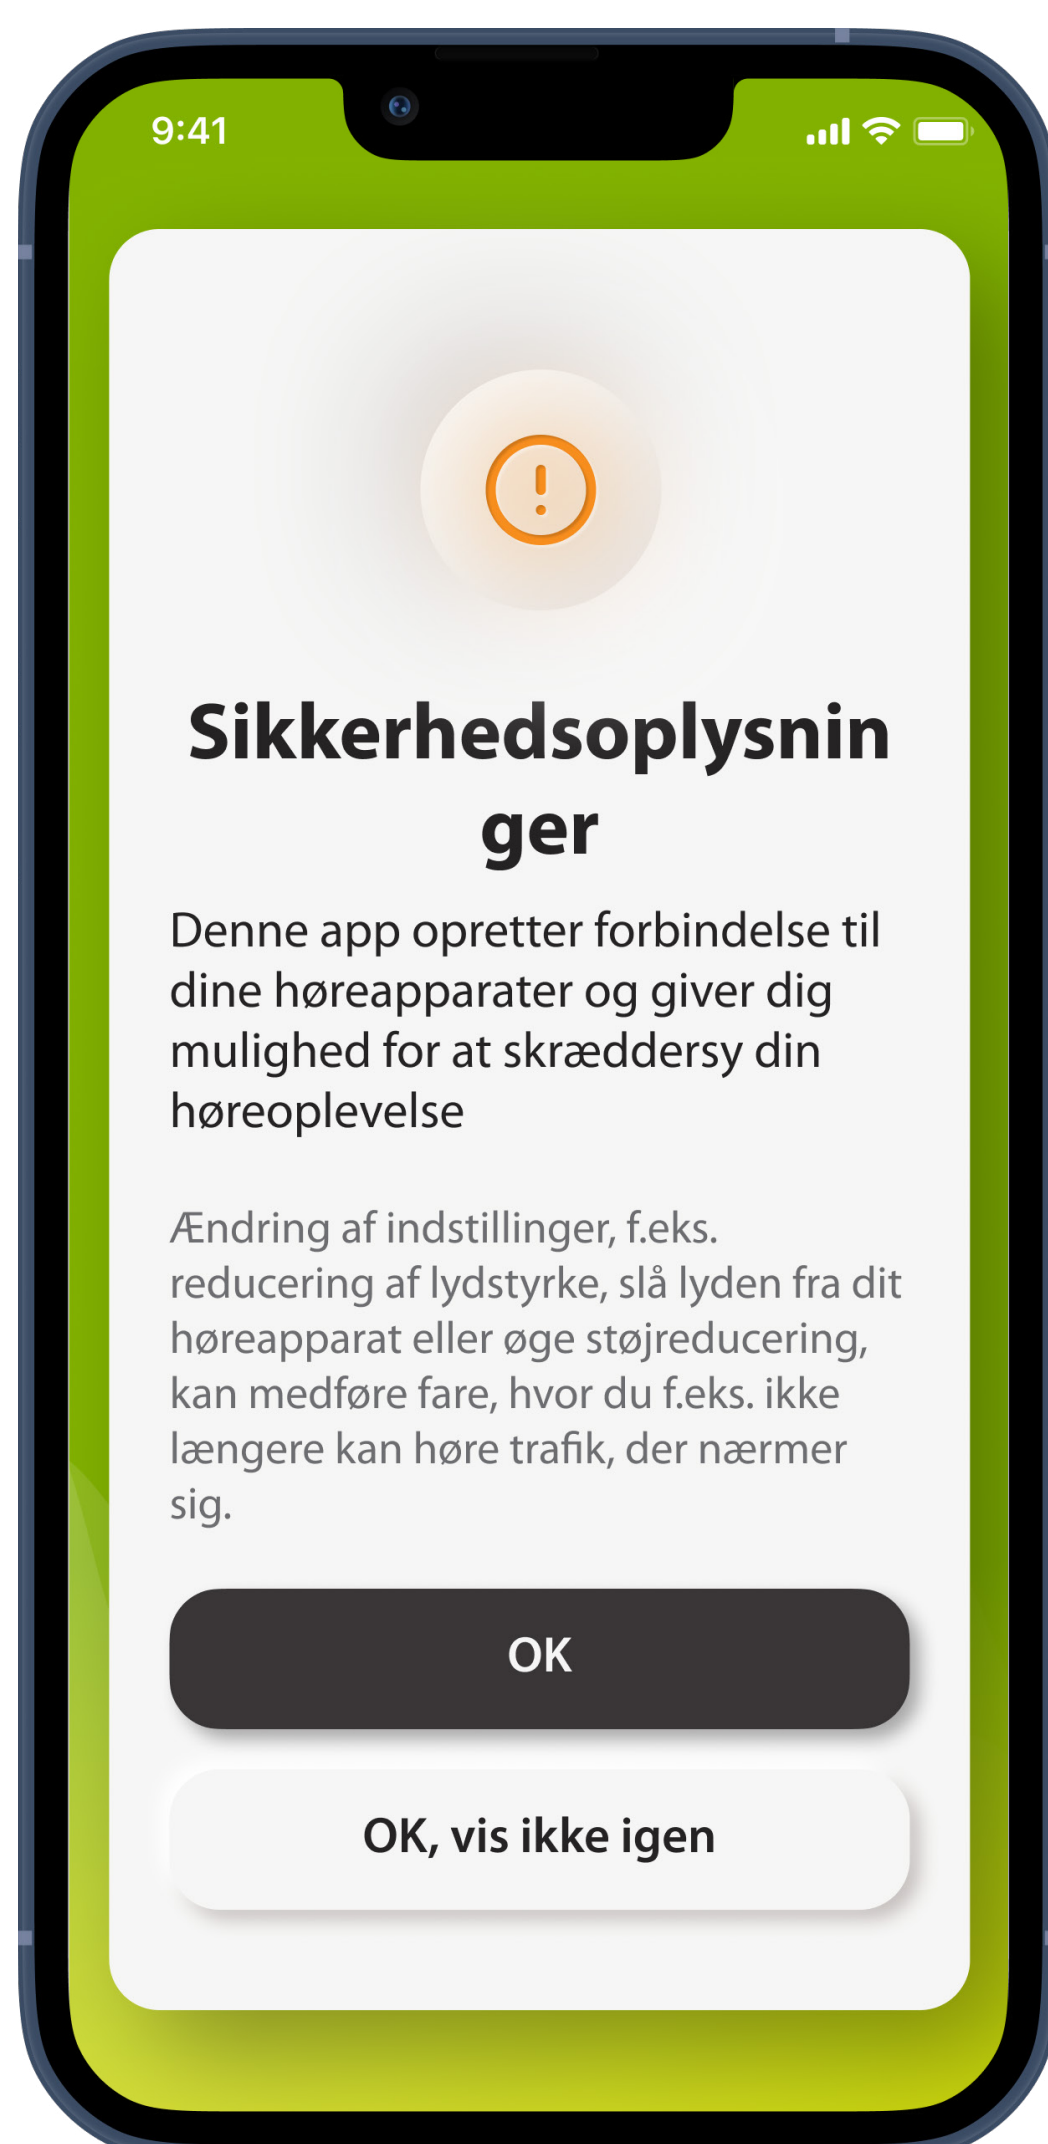 9:41
Sikkerhedsoplysnin
ger
Denne app opretter forbindelse til
dine høreapparater og giver dig
mulighed for at skræddersy din
høreoplevelse
Ændring af indstillinger, f.eks.
reducering af lydstyrke, slå lyden fra dit
høreapparat eller øge støjreducering,
kan medføre fare, hvor du f.eks. ikke
længere kan høre trafik, der nærmer
sig.
OK
OK, vis ikke igen